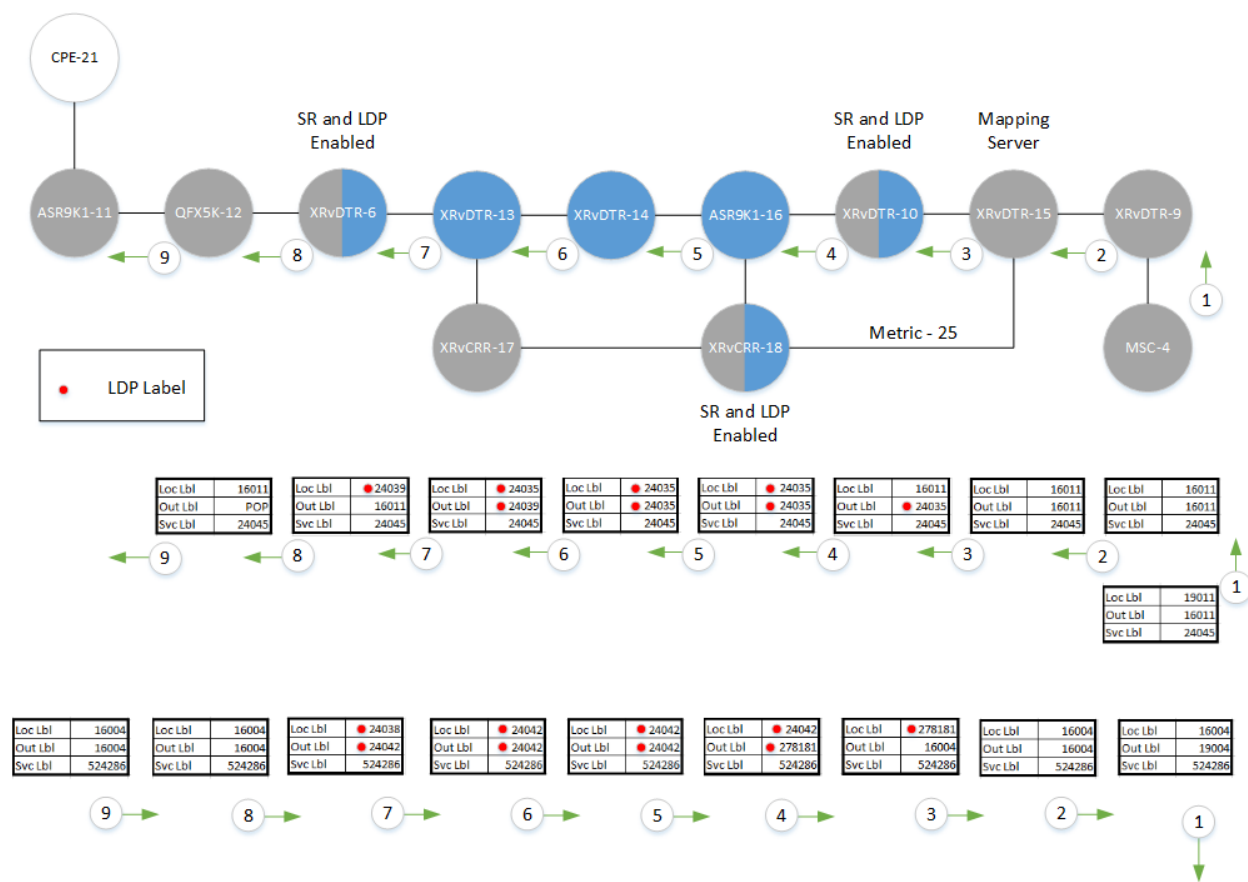 CPE-21
SR and LDP
Enabled
SR and LDP
Enabled
Mapping
Server
ASR9K1-11
QFX5K-12
XRvDTR-6
XRvDTR-13
XRvDTR-14
ASR9K1-16
XRvDTR-10
XRvDTR-15
XRvDTR-9
9
8
7
6
5
4
3
2
1
XRvCRR-17
XRvCRR-18
Metric - 25
MSC-4
LDP Label
SR and LDP
Enabled
Loc Lbl 16011
Out Lbl POP
Svc Lbl 24045
Loc Lbl 24039
Out Lbl 16011
Svc Lbl 24045
Loc Lbl 24035
Out Lbl 24039
Svc Lbl 24045
Loc Lbl 24035
Out Lbl 24035
Svc Lbl 24045
Loc Lbl 24035
Out Lbl 24035
Svc Lbl 24045
Loc Lbl 16011
Out Lbl 24035
Svc Lbl 24045
Loc Lbl 16011
Out Lbl 16011
Svc Lbl 24045
Loc Lbl 16011
Out Lbl 16011
Svc Lbl 24045
9
8
7
6
5
4
3
2
1
Loc Lbl 19011
Out Lbl 16011
Svc Lbl 24045
Loc Lbl 16004
Out Lbl 16004
Svc Lbl 524286
Loc Lbl 16004
Out Lbl 16004
Svc Lbl 524286
Loc Lbl 24038
Out Lbl 24042
Svc Lbl 524286
Loc Lbl 24042
Out Lbl 24042
Svc Lbl 524286
Loc Lbl 24042
Out Lbl 24042
Svc Lbl 524286
Loc Lbl 24042
Out Lbl 278181
Svc Lbl 524286
Loc Lbl 278181
Out Lbl 16004
Svc Lbl 524286
Loc Lbl 16004
Out Lbl 16004
Svc Lbl 524286
Loc Lbl 16004
Out Lbl 19004
Svc Lbl 524286
9
8
7
6
5
4
3
2
1